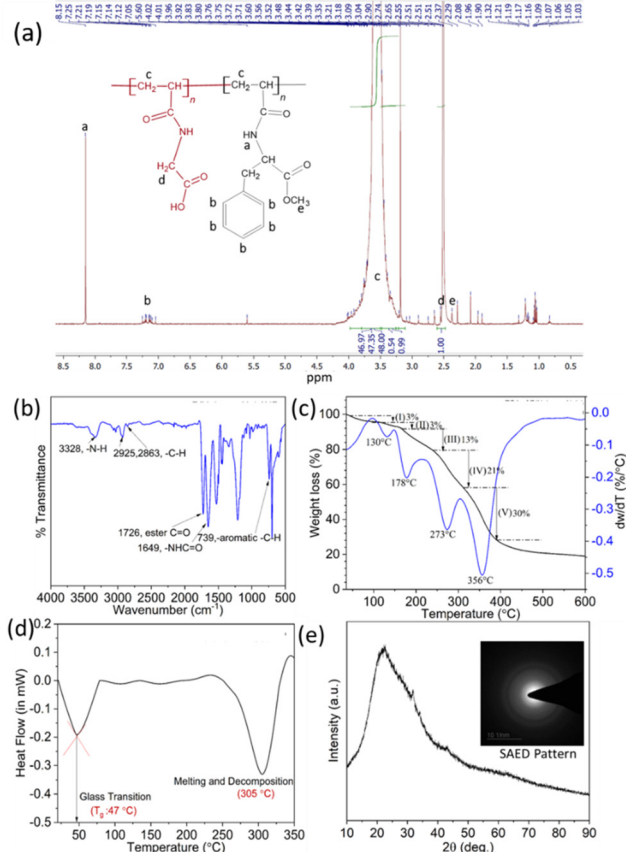 8.15 7.25 7.21 7.19 7.15 7.14 7.12 7.05 5.60 4.02 4.01 3.96 3.92 3.83 3.80 3.76 3.75 3.72 3.71 3.60 3.56 3.52 3.48 3.44 3.42 3.39 3.35 3.21 3.18 3.09 3.04 2.90 2.74 2.65 2.55 2.51 2.51 2.51 2.37 2.29 2.08 1.96 1.90 1.32 1.21 1.19 1.17 1.16 1.09 1.07 1.06 1.05 1.03
(a)
c c
CH2 CH n CH2 CH n
O C C O
NH HN
a
H2C CH O
d H2C C
C O O
HO CH3
e
b b
b b
b
a
b
c
d e
46.97 47.35 48.00 0.54 0.99 1.00
8.5 8.0 7.5 7.0 6.5 6.0 5.5 5.0 4.5 4.0 3.5 3.0 2.5 2.0 1.5 1.0 0.5
ppm
(b)
% Transmittance
3328, -N-H
2925,2863, -C-H
1726, ester C=O
1649, -NHC=O
739,-aromatic -C-H
4000 3500 3000 2500 2000 1500 1000 500
Wavenumber (cm-1)
(c)
Weight loss (%)
100
80
60
40
20
0
(I)3%
(II)3%
(III)13%
(IV)21%
(V)30%
130°C
178°C
273°C
356°C
0.0
-0.1
-0.2
-0.3
-0.4
-0.5
dw/dT (%/°C)
100 200 300 400 500 600
Temperature (°C)
(d)
Heat Flow (in mW)
0.2
0.1
0.0
-0.1
-0.2
-0.3
-0.4
-0.5
Glass Transition
(Tg :47 °C)
Melting and Decomposition
(305 °C)
50 100 150 200 250 300 350
Temperature (°C)
(e)
Intensity (a.u.)
SAED Pattern
10 20 30 40 50 60 70 80 90
2θ (deg.)